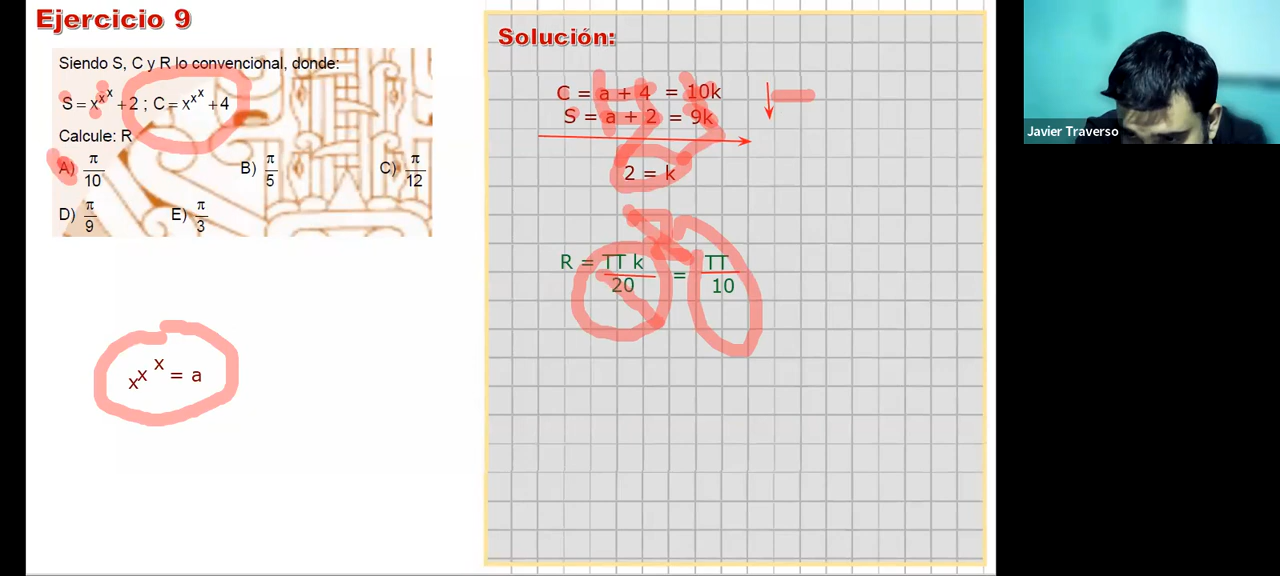 Ejercicio 9
Siendo S, C y R lo convencional, donde:
S = x^x^x + 2 ; C = x^x^x + 4
Calcule: R
A) π/10 B) π/5 C) π/12
D) π/9 E) π/3
x^x^x = a
Solución:
C = a + 4 = 10k
S = a + 2 = 9k
2 = k
R = π k/20 = π/10
Javier Traverso